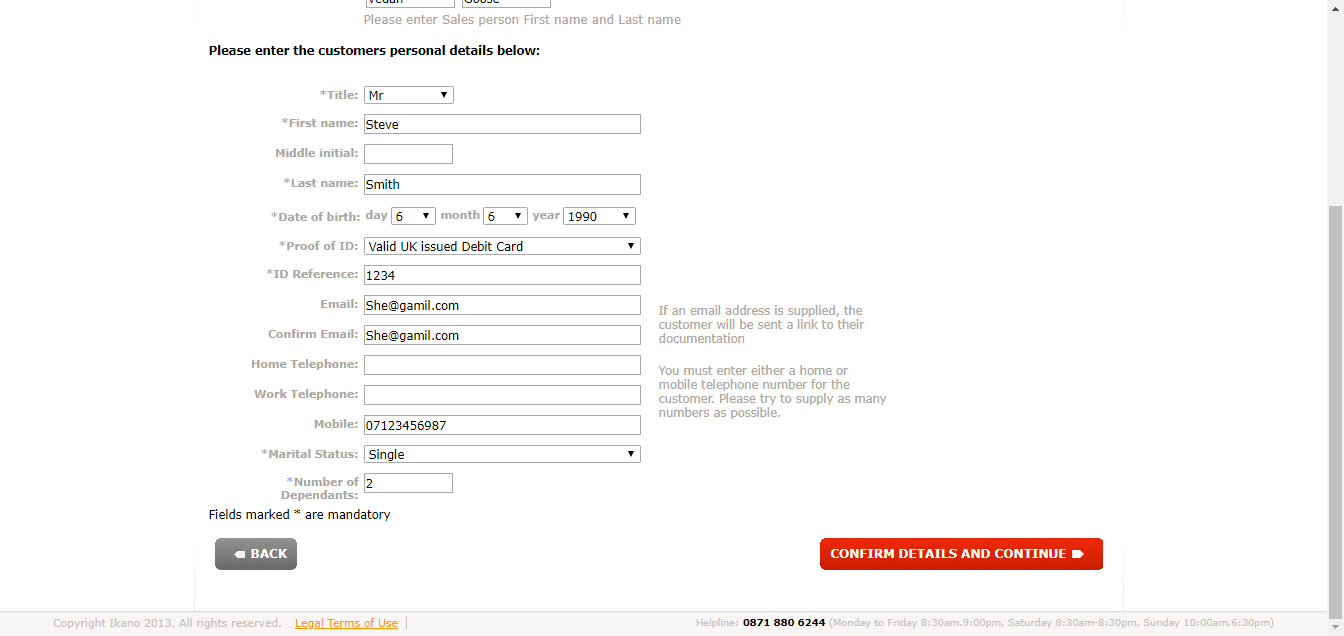 Vedan Goose
Please enter Sales person First name and Last name
Please enter the customers personal details below:
*Title: Mr
*First name: Steve
Middle initial:
*Last name: Smith
*Date of birth: day 6 month 6 year 1990
*Proof of ID: Valid UK issued Debit Card
*ID Reference: 1234
Email: She@gamil.com
If an email address is supplied, the
customer will be sent a link to their
documentation
Confirm Email: She@gamil.com
Home Telephone:
You must enter either a home or
mobile telephone number for the
customer. Please try to supply as many
numbers as possible.
Work Telephone:
Mobile: 07123456987
*Marital Status: Single
*Number of
Dependants: 2
Fields marked * are mandatory
BACK
CONFIRM DETAILS AND CONTINUE
Copyright Ikano 2013. All rights reserved. Legal Terms of Use
Helpline: 0871 880 6244 (Monday to Friday 8:30am.9:00pm, Saturday 8:30am-8:30pm, Sunday 10:00am.6:30pm)